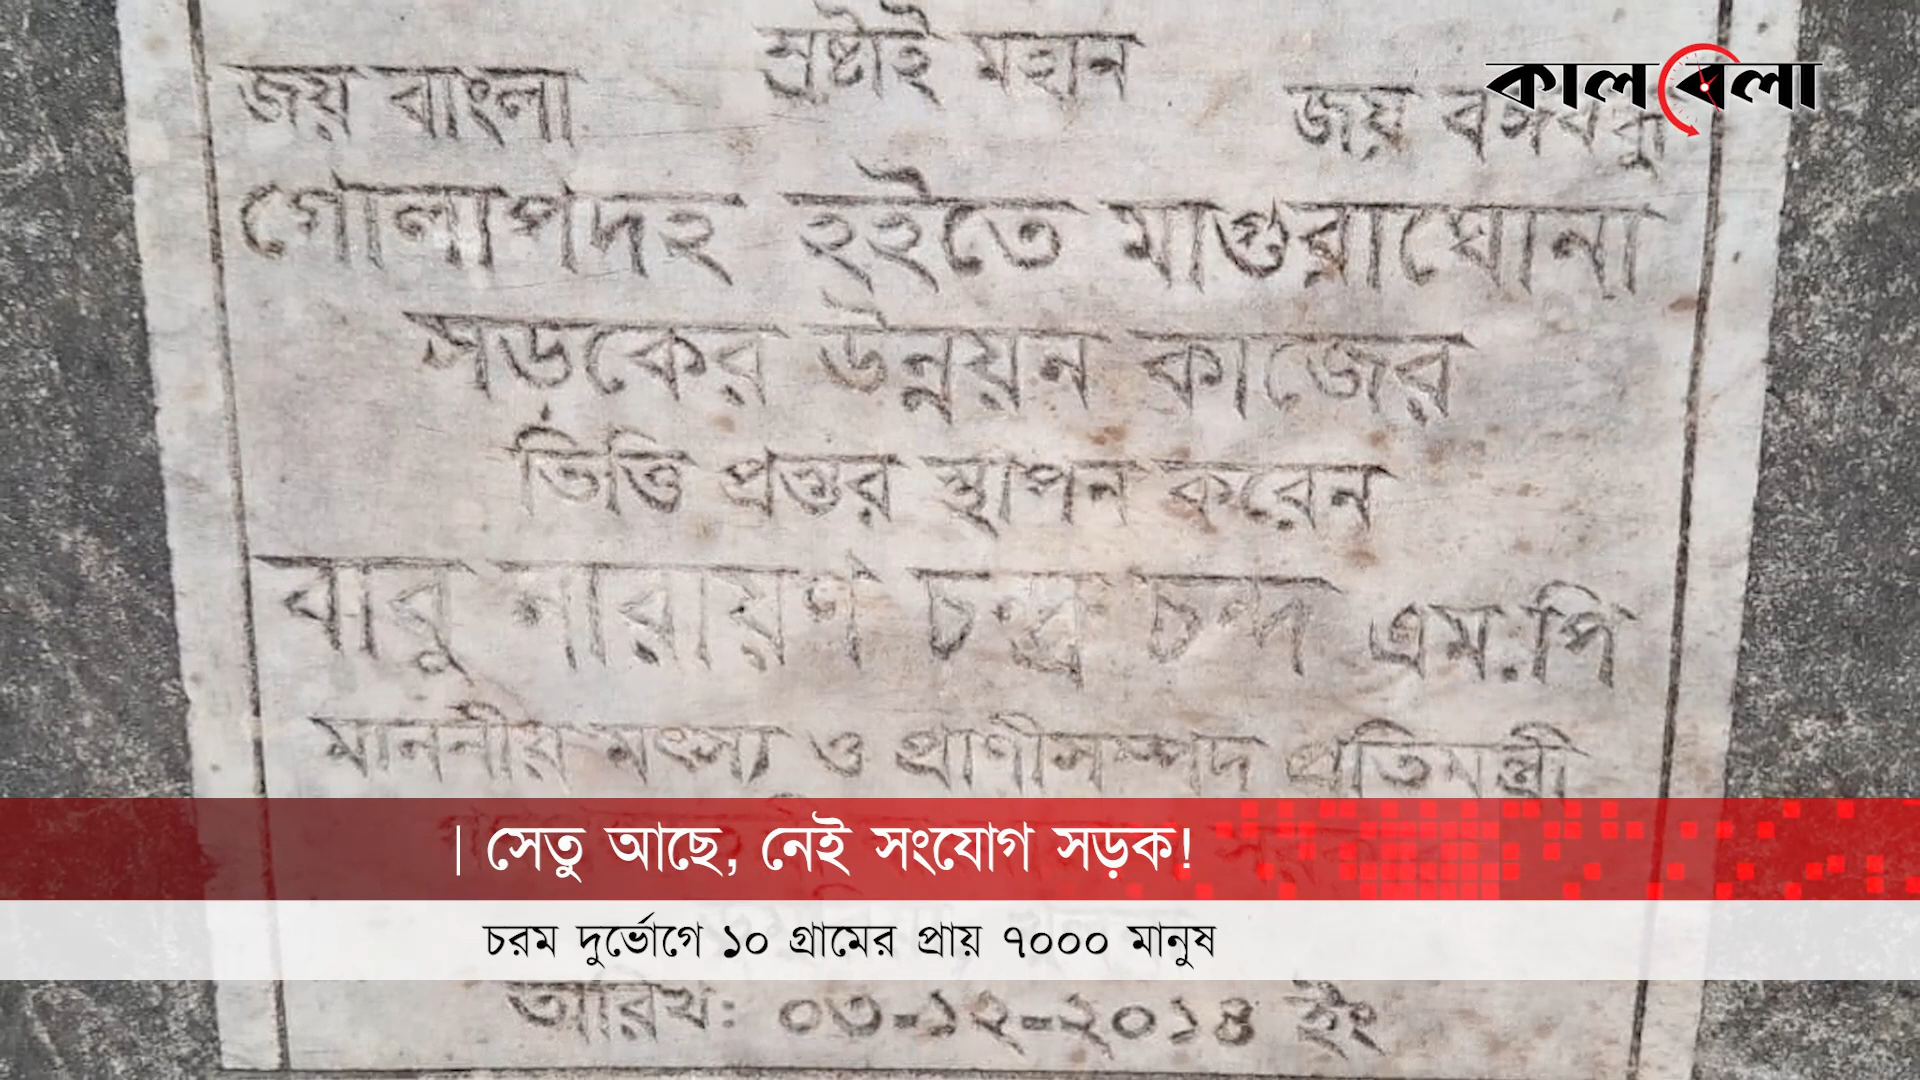 স্রষ্টাই মহান
জয় বাংলা
জয় বঙ্গবন্ধু
কালবেলা
গোলাপদহ হইতে মাগুরাঘোনা
সড়কের উন্নয়ন কাজের
ভিত্তি প্রস্তর স্থাপন করেন
বাবু নারায়ণ চন্দ্র চন্দ এম.পি
মাননীয় মৎস্য ও প্রাণীসম্পদ প্রতিমন্ত্রী
| সেতু আছে, নেই সংযোগ সড়ক!
চরম দুর্ভোগে ১০ গ্রামের প্রায় ৭০০০ মানুষ
তারিখ: ০৩-১২-২০১৪ ইং